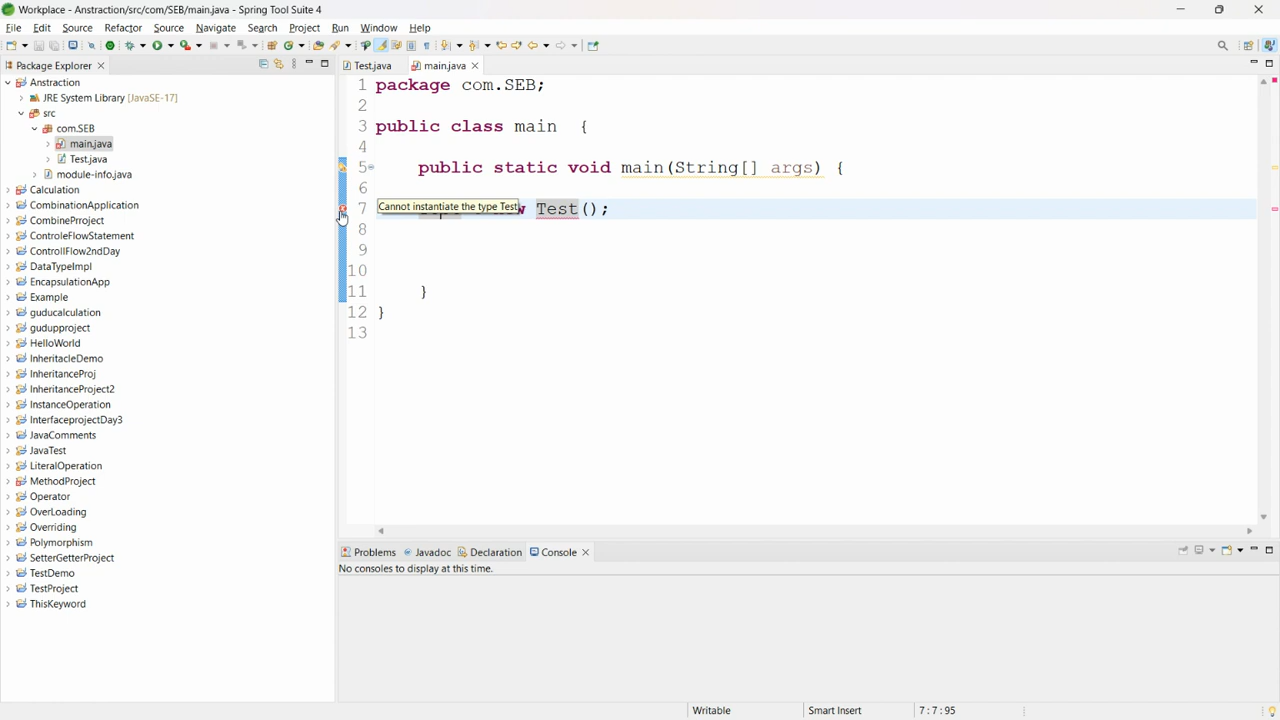 Workplace - Anstraction/src/com/SEB/main.java - Spring Tool Suite 4
File Edit Source Refactor Source Navigate Search Project Run Window Help
Package Explorer
Test.java main.java
Anstraction
JRE System Library [JavaSE-17]
src
com.SEB
main.java
Test.java
module-info.java
Calculation
CombinationApplication
CombineProject
ControleFlowStatement
ControllFlow2ndDay
DataTypeImpl
EncapsulationApp
Example
guducalculation
gudupproject
HelloWorld
InheritacleDemo
InheritanceProj
InheritanceProject2
InstanceOperation
InterfaceprojectDay3
JavaComments
JavaTest
LiteralOperation
MethodProject
Operator
OverLoading
Overriding
Polymorphism
SetterGetterProject
TestDemo
TestProject
ThisKeyword
1 package com.SEB;
2
3 public class main {
4
5 public static void main(String[] args) {
6
7 Test();
Cannot instantiate the type Test
8
9
10
11 }
12 }
13
Problems Javadoc Declaration Console
No consoles to display at this time.
Writable Smart Insert 7 : 7 : 95